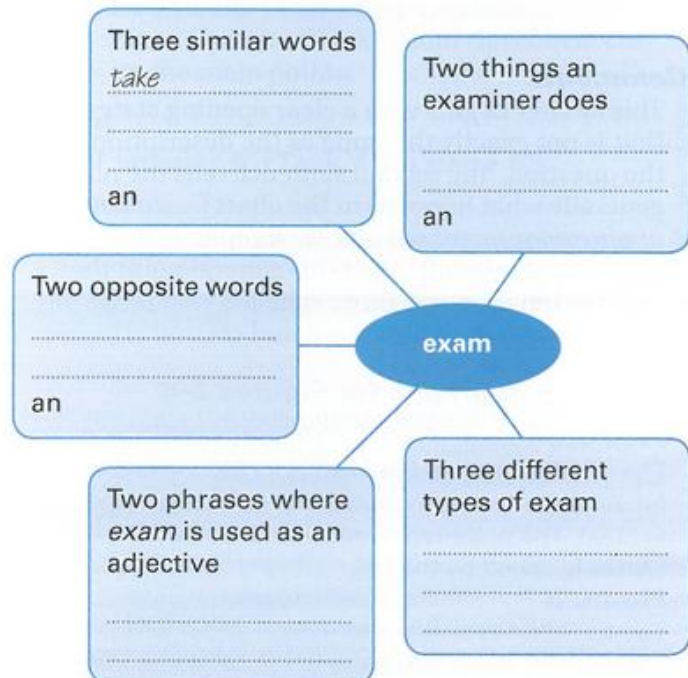 Three similar words
take
an
Two things an
examiner does
an
Two opposite words
an
exam
Two phrases where
exam is used as an
adjective
Three different
types of exam